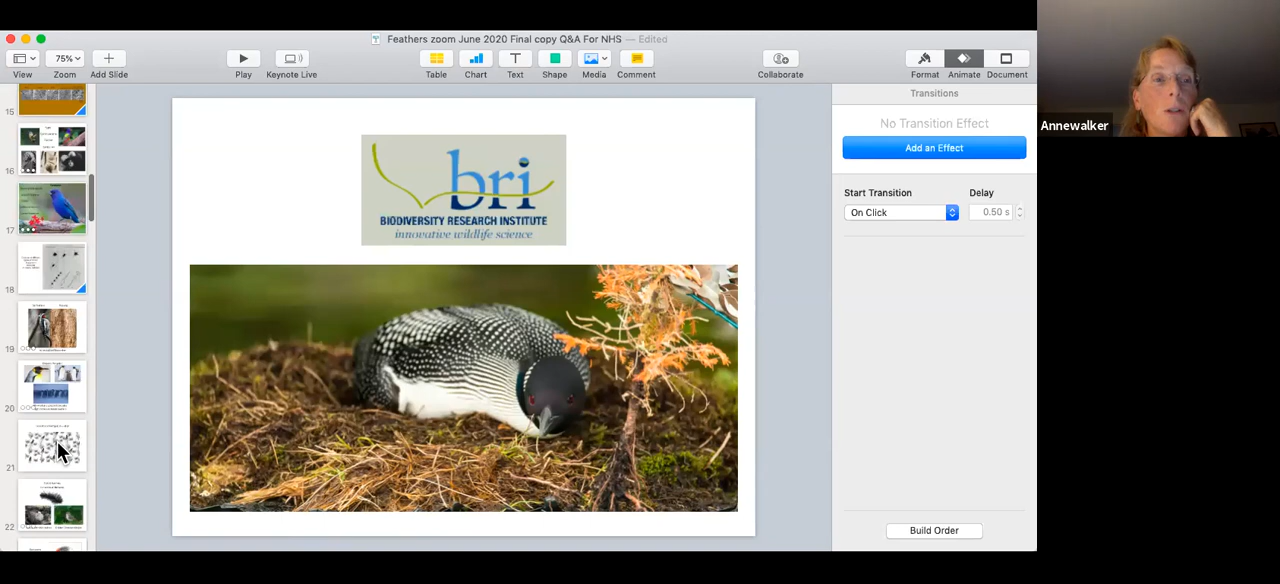 Feathers zoom June 2020 Final copy Q&A For NHS — Edited
75%
View
Zoom
Add Slide
Play
Keynote Live
Table
Chart
Text
Shape
Media
Comment
Collaborate
Format
Animate
Document
Transitions
No Transition Effect
Add an Effect
Start Transition
Delay
On Click
0.50 s
Build Order
15
16
17
18
19
20
21
22
bri
BIODIVERSITY RESEARCH INSTITUTE
innovative wildlife science
Annewalker